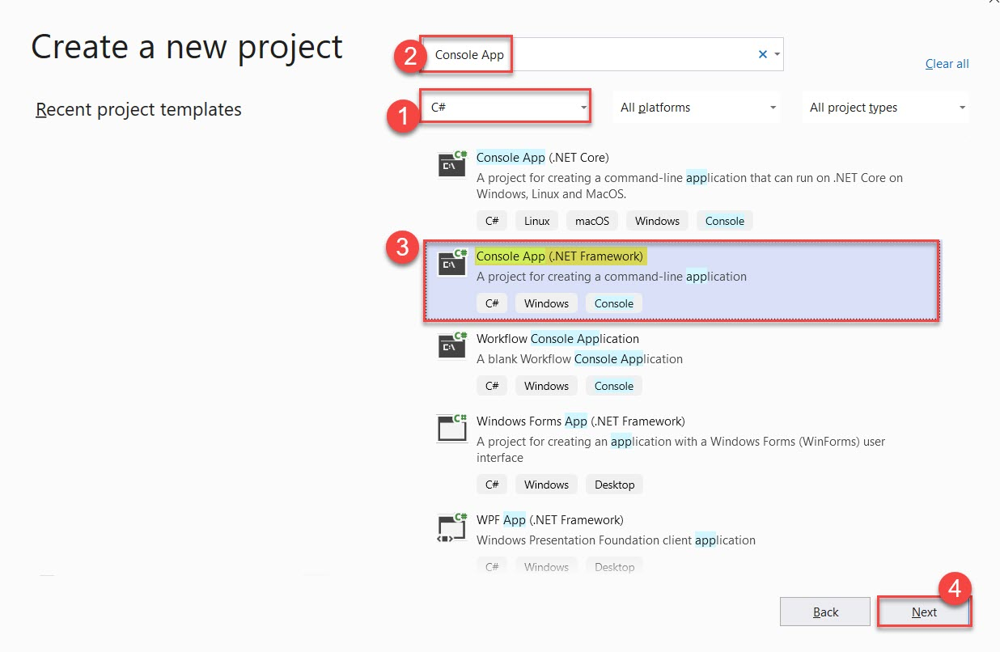 Create a new project
2
Console App
Clear all
Recent project templates
1
C#
All platforms
All project types
C#
Console App (.NET Core)
A project for creating a command-line application that can run on .NET Core on
Windows, Linux and MacOS.
C# Linux macOS Windows Console
3
C#
Console App (.NET Framework)
A project for creating a command-line application
C# Windows Console
C#
Workflow Console Application
A blank Workflow Console Application
C# Windows Console
C#
Windows Forms App (.NET Framework)
A project for creating an application with a Windows Forms (WinForms) user
interface
C# Windows Desktop
C#
WPF App (.NET Framework)
Windows Presentation Foundation client application
C# Windows Desktop
4
Back
Next